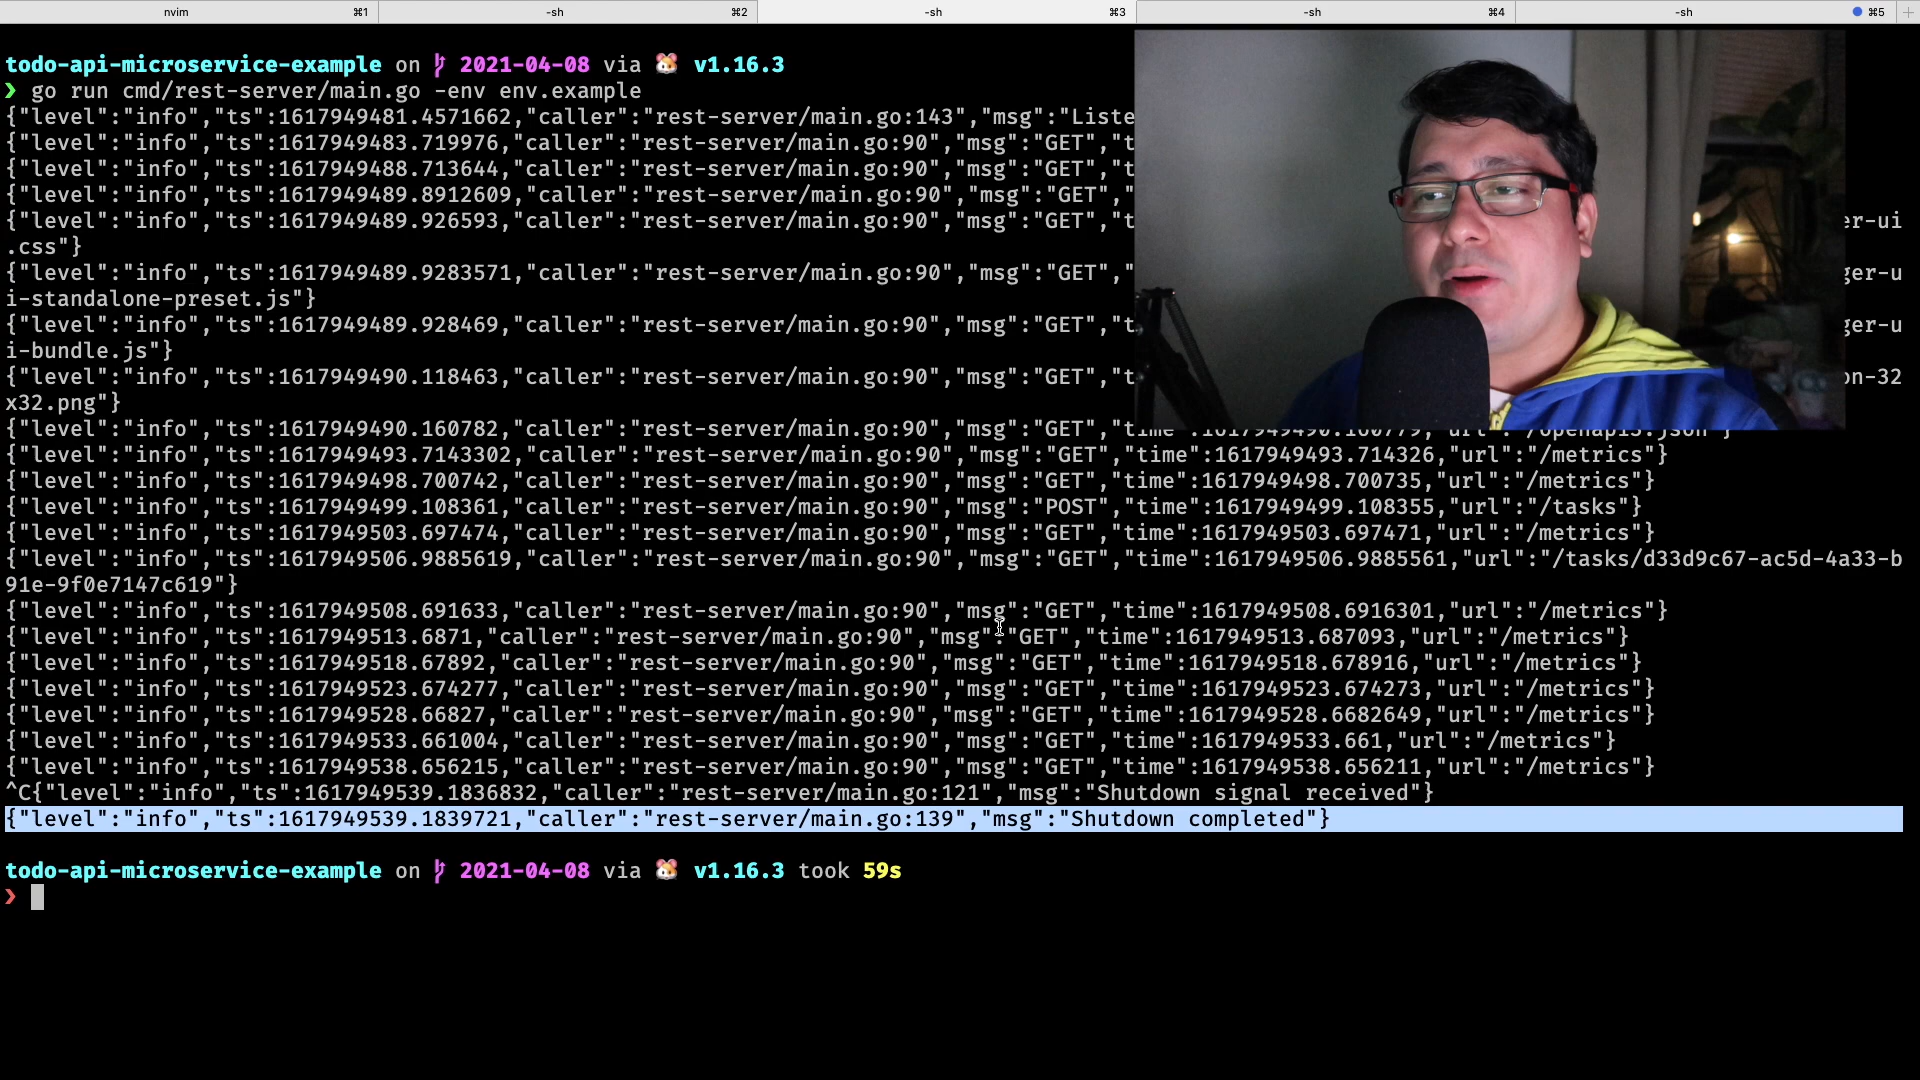 nvim ⌘1 -sh ⌘2 -sh ⌘3 -sh ⌘4 -sh ⌘5
todo-api-microservice-example on 2021-04-08 via 🐹 v1.16.3
❯ go run cmd/rest-server/main.go -env env.example
{"level":"info","ts":1617949481.4571662,"caller":"rest-server/main.go:143","msg":"Liste
{"level":"info","ts":1617949483.719976,"caller":"rest-server/main.go:90","msg":"GET","t
{"level":"info","ts":1617949488.713644,"caller":"rest-server/main.go:90","msg":"GET","t
{"level":"info","ts":1617949489.8912609,"caller":"rest-server/main.go:90","msg":"GET","
{"level":"info","ts":1617949489.926593,"caller":"rest-server/main.go:90","msg":"GET","t er-ui
.css"}
{"level":"info","ts":1617949489.9283571,"caller":"rest-server/main.go:90","msg":"GET"," ger-u
i-standalone-preset.js"}
{"level":"info","ts":1617949489.928469,"caller":"rest-server/main.go:90","msg":"GET","t ger-u
i-bundle.js"}
{"level":"info","ts":1617949490.118463,"caller":"rest-server/main.go:90","msg":"GET","t on-32
x32.png"}
{"level":"info","ts":1617949490.160782,"caller":"rest-server/main.go:90","msg":"GET","time":1617949490.160779,"url":"/openapi3.json"}
{"level":"info","ts":1617949493.7143302,"caller":"rest-server/main.go:90","msg":"GET","time":1617949493.714326,"url":"/metrics"}
{"level":"info","ts":1617949498.700742,"caller":"rest-server/main.go:90","msg":"GET","time":1617949498.700735,"url":"/metrics"}
{"level":"info","ts":1617949499.108361,"caller":"rest-server/main.go:90","msg":"POST","time":1617949499.108355,"url":"/tasks"}
{"level":"info","ts":1617949503.697474,"caller":"rest-server/main.go:90","msg":"GET","time":1617949503.697471,"url":"/metrics"}
{"level":"info","ts":1617949506.9885619,"caller":"rest-server/main.go:90","msg":"GET","time":1617949506.9885561,"url":"/tasks/d33d9c67-ac5d-4a33-b
91e-9f0e7147c619"}
{"level":"info","ts":1617949508.691633,"caller":"rest-server/main.go:90","msg":"GET","time":1617949508.6916301,"url":"/metrics"}
{"level":"info","ts":1617949513.6871,"caller":"rest-server/main.go:90","msg":"GET","time":1617949513.687093,"url":"/metrics"}
{"level":"info","ts":1617949518.67892,"caller":"rest-server/main.go:90","msg":"GET","time":1617949518.678916,"url":"/metrics"}
{"level":"info","ts":1617949523.674277,"caller":"rest-server/main.go:90","msg":"GET","time":1617949523.674273,"url":"/metrics"}
{"level":"info","ts":1617949528.66827,"caller":"rest-server/main.go:90","msg":"GET","time":1617949528.6682649,"url":"/metrics"}
{"level":"info","ts":1617949533.661004,"caller":"rest-server/main.go:90","msg":"GET","time":1617949533.661,"url":"/metrics"}
{"level":"info","ts":1617949538.656215,"caller":"rest-server/main.go:90","msg":"GET","time":1617949538.656211,"url":"/metrics"}
^C{"level":"info","ts":1617949539.1836832,"caller":"rest-server/main.go:121","msg":"Shutdown signal received"}
{"level":"info","ts":1617949539.1839721,"caller":"rest-server/main.go:139","msg":"Shutdown completed"}
todo-api-microservice-example on 2021-04-08 via 🐹 v1.16.3 took 59s
❯